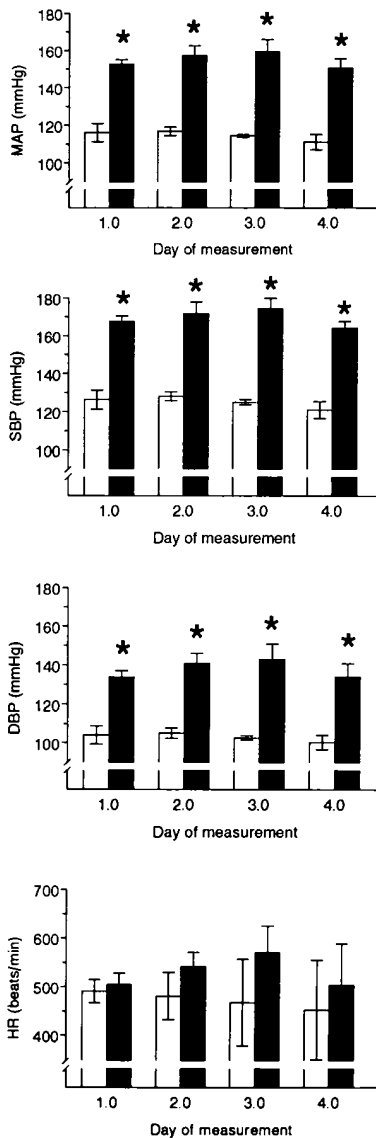 MAP (mmHg)
180
160
140
120
100
★ ★ ★ ★
1.0 2.0 3.0 4.0
Day of measurement
SBP (mmHg)
180
160
140
120
100
★ ★ ★ ★
1.0 2.0 3.0 4.0
Day of measurement
DBP (mmHg)
180
160
140
120
100
★ ★ ★ ★
1.0 2.0 3.0 4.0
Day of measurement
HR (beats/min)
700
600
500
400
1.0 2.0 3.0 4.0
Day of measurement